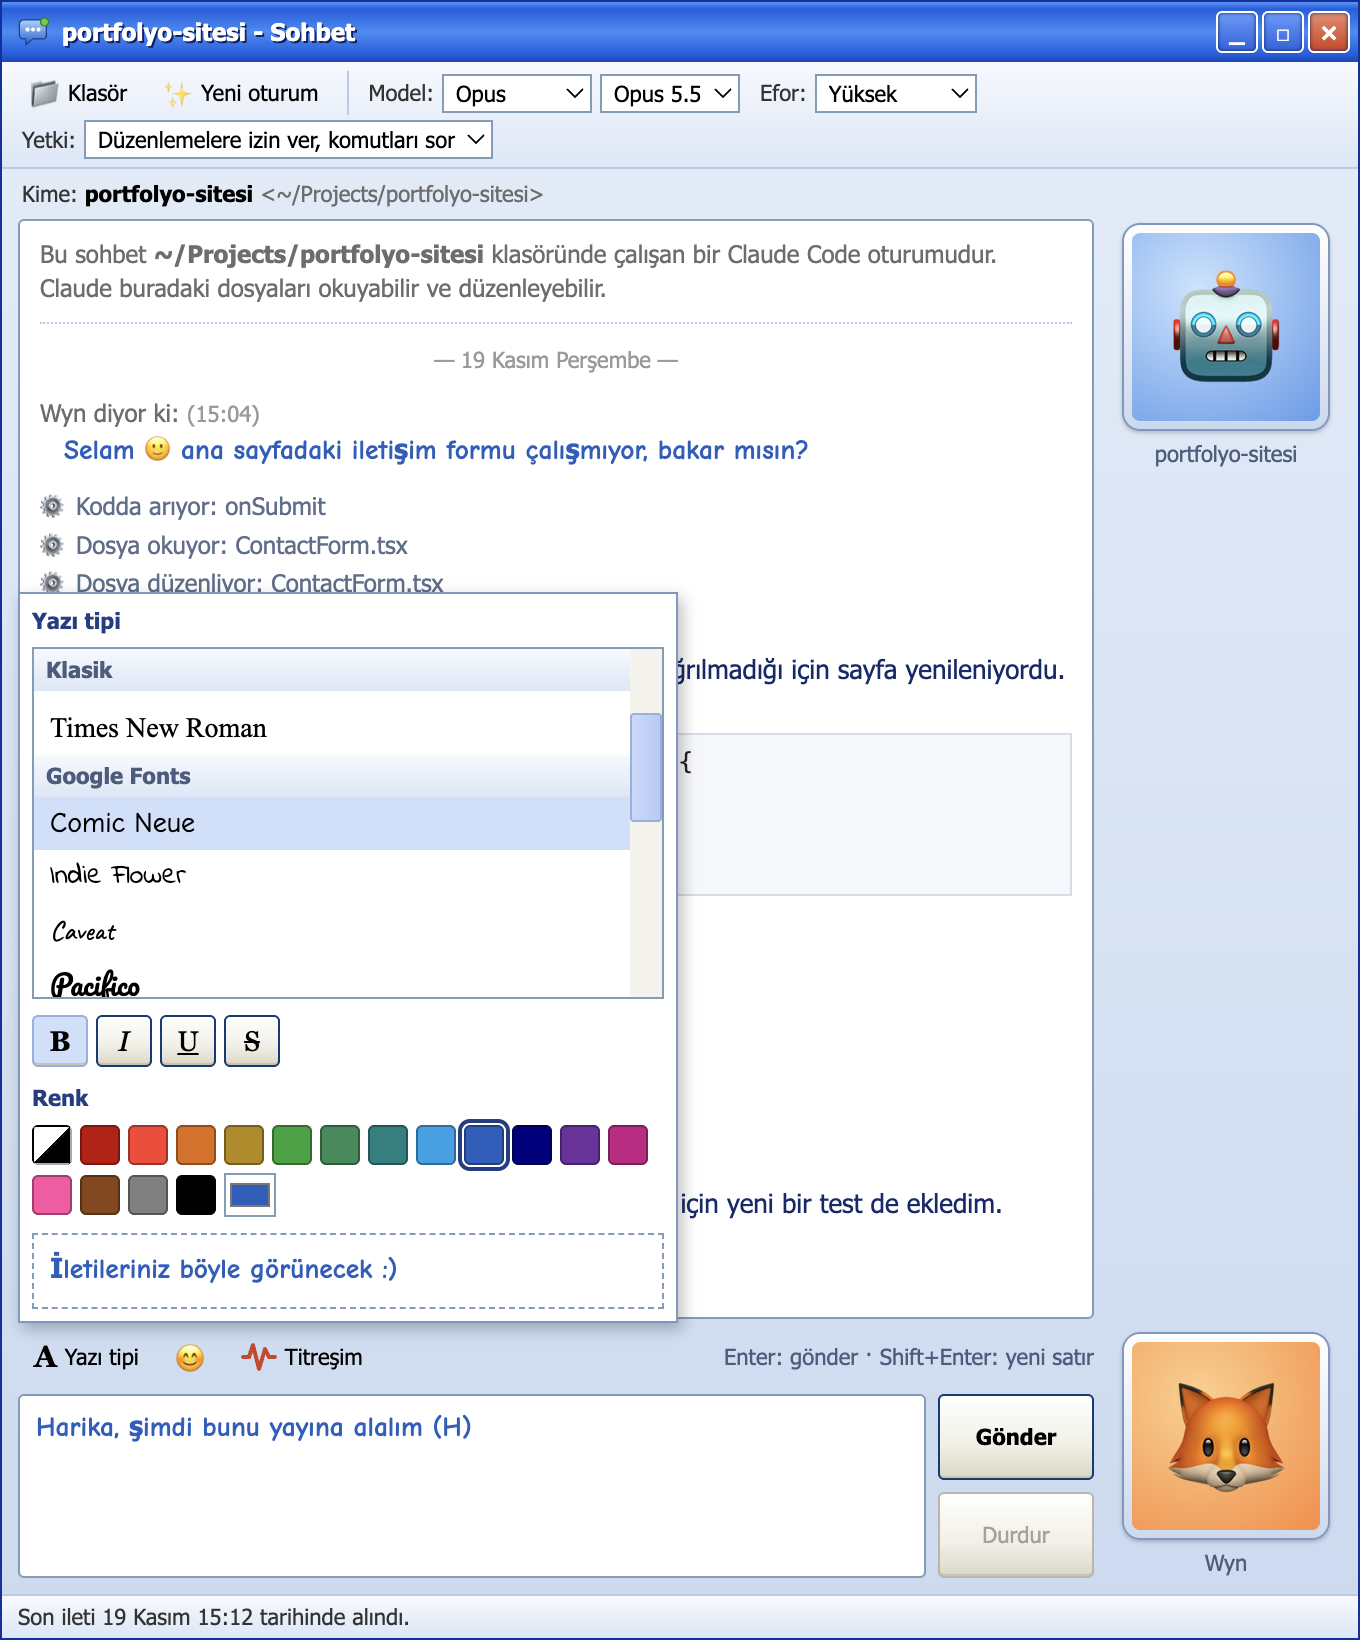 portfolyo-sitesi - Sohbet
Klasör Yeni oturum Model: Opus Opus 5.5 Efor: Yüksek
Yetki: Düzenlemelere izin ver, komutları sor
Kime: portfolyo-sitesi <~/Projects/portfolyo-sitesi>
Bu sohbet ~/Projects/portfolyo-sitesi klasöründe çalışan bir Claude Code oturumudur.
Claude buradaki dosyaları okuyabilir ve düzenleyebilir.
— 19 Kasım Perşembe —
Wyn diyor ki: (15:04)
Selam 🙂 ana sayfadaki iletişim formu çalışmıyor, bakar mısın?
Kodda arıyor: onSubmit
Dosya okuyor: ContactForm.tsx
Dosya düzenliyor: ContactForm.tsx
portfolyo-sitesi
Yazı tipi
Klasik
Times New Roman
Google Fonts
Comic Neue
Indie Flower
Caveat
Pacifico
B I U S
Renk
İletileriniz böyle görünecek :)
ğrılmadığı için sayfa yenileniyordu.
{
için yeni bir test de ekledim.
A Yazı tipi 😊 Titreşim Enter: gönder · Shift+Enter: yeni satır
Harika, şimdi bunu yayına alalım (H)
Gönder
Durdur
Wyn
Son ileti 19 Kasım 15:12 tarihinde alındı.